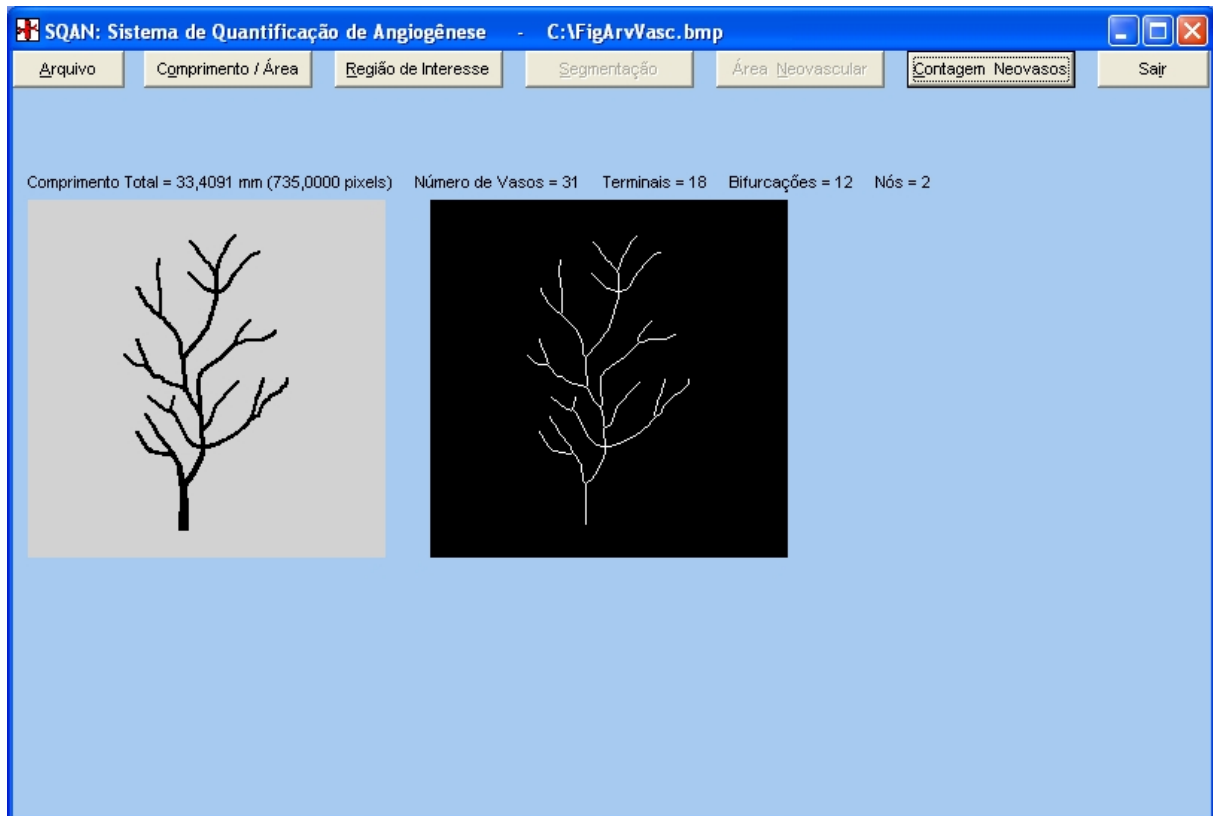 SQAN: Sistema de Quantificação de Angiogênese - C:\FigArvVasc.bmp
Arquivo Comprimento / Área Região de Interesse Segmentação Área Neovascular Contagem Neovasos Sair
Comprimento Total = 33,4091 mm (735,0000 pixels) Número de Vasos = 31 Terminais = 18 Bifurcações = 12 Nós = 2